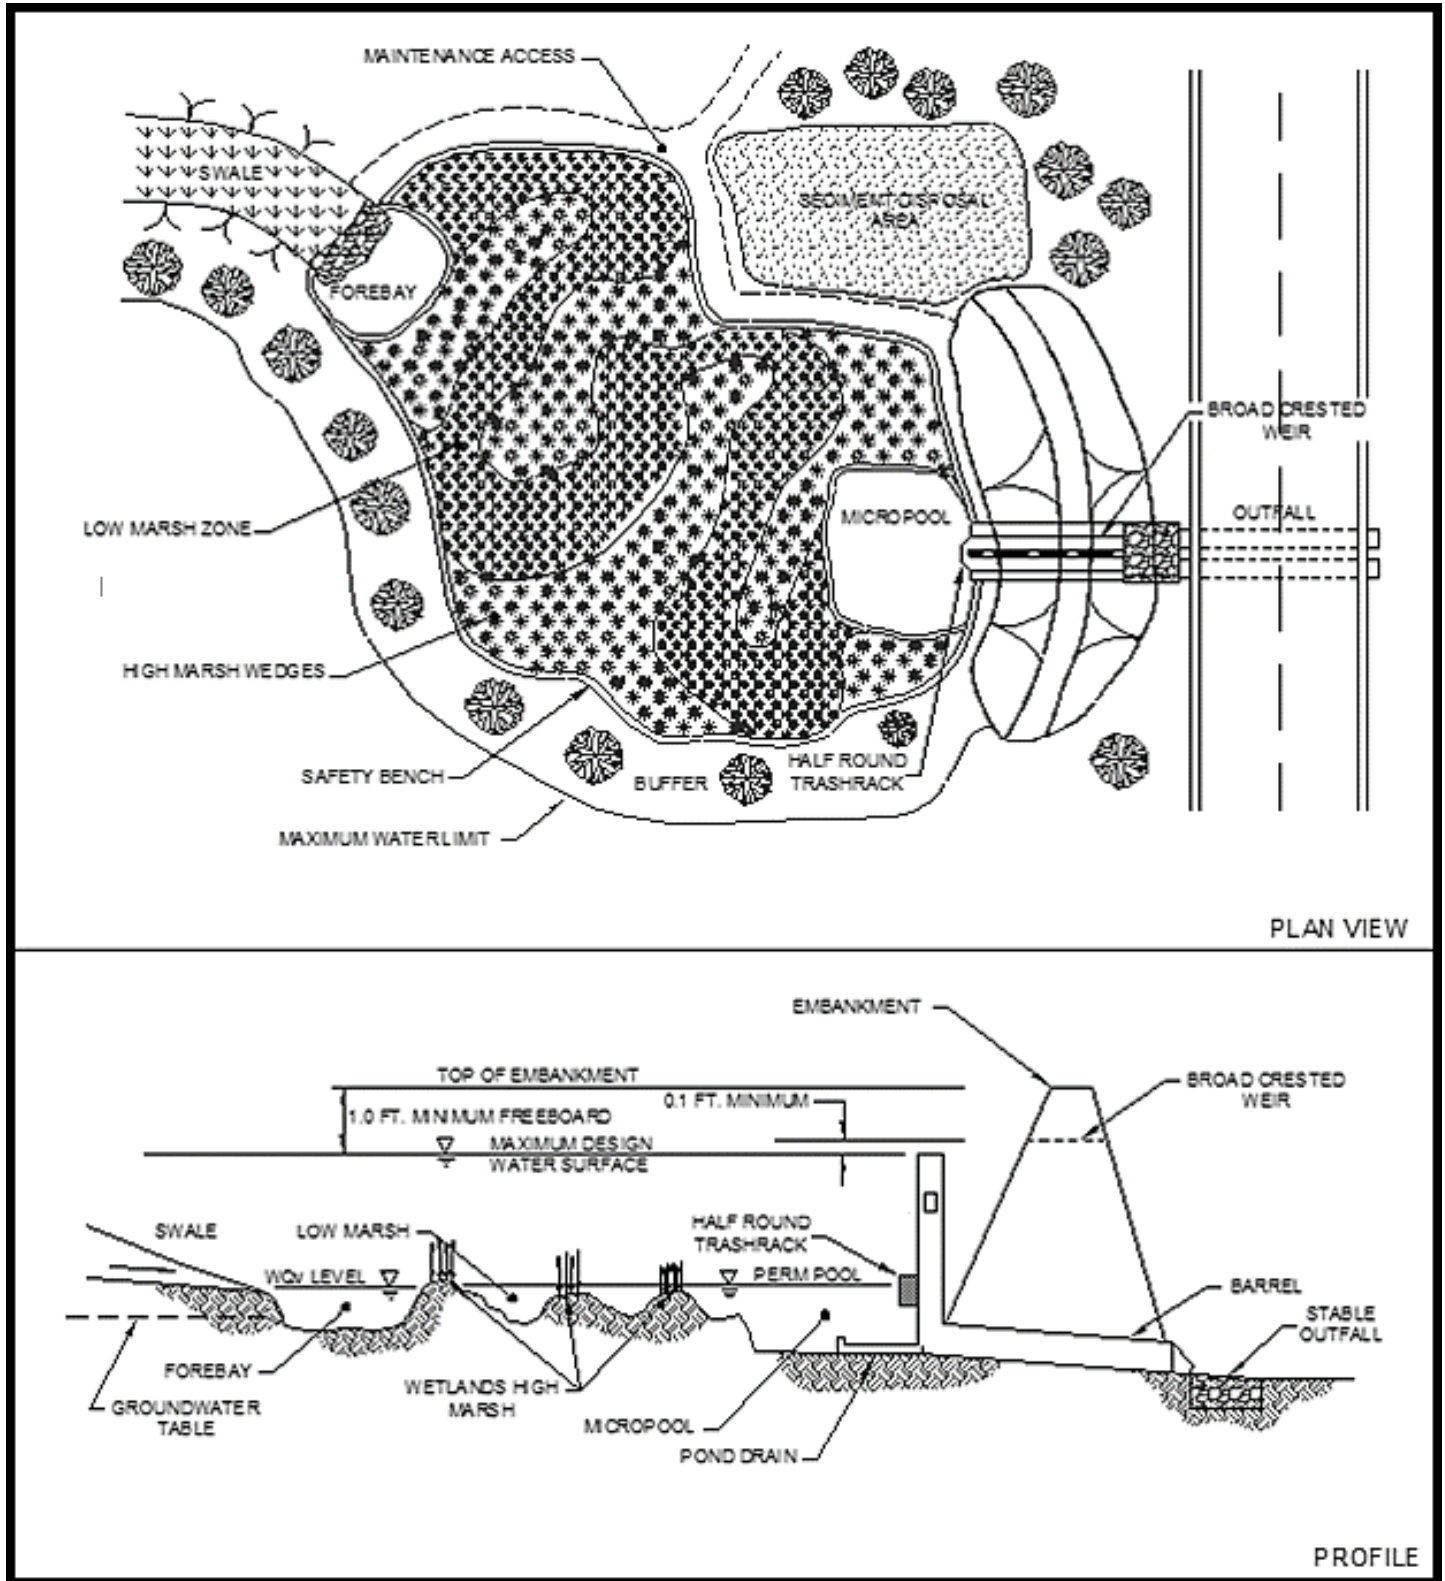 MAINTENANCE ACCESS
SWALE
SEDIMENT DISPOSAL
AREA
FOREBAY
BROAD CRESTED
WEIR
MICROPOOL
OUTFALL
LOW MARSH ZONE
HIGH MARSH WEDGES
SAFETY BENCH
BUFFER
HALF ROUND
TRASHRACK
MAXIMUM WATER LIMIT
PLAN VIEW
EMBANKMENT
TOP OF EMBANKMENT
BROAD CRESTED
WEIR
0.1 FT. MINIMUM
1.0 FT. MINIMUM FREEBOARD
MAXIMUM DESIGN
WATER SURFACE
SWALE
LOW MARSH
HALF ROUND
TRASHRACK
WQv LEVEL
PERM POOL
BARREL
STABLE
OUTFALL
FOREBAY
WETLANDS HIGH
MARSH
GROUNDWATER
TABLE
MICROPOOL
POND DRAIN
PROFILE